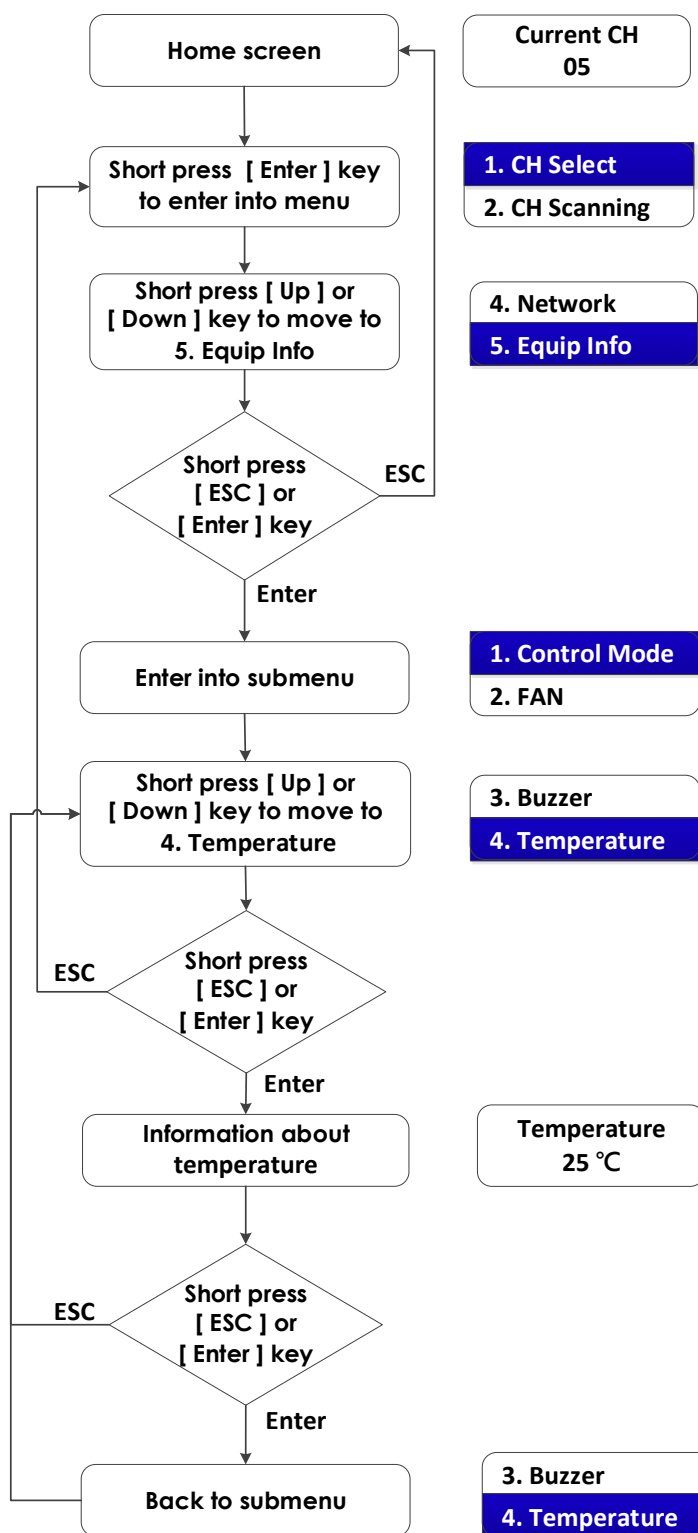 Home screen
Current CH
05
Short press [ Enter ] key
to enter into menu
1. CH Select
2. CH Scanning
Short press [ Up ] or
[ Down ] key to move to
5. Equip Info
4. Network
5. Equip Info
Short press
[ ESC ] or
[ Enter ] key
ESC
Enter
Enter into submenu
1. Control Mode
2. FAN
Short press [ Up ] or
[ Down ] key to move to
4. Temperature
3. Buzzer
4. Temperature
ESC
Short press
[ ESC ] or
[ Enter ] key
Enter
Information about
temperature
Temperature
25 ℃
ESC
Short press
[ ESC ] or
[ Enter ] key
Enter
Back to submenu
3. Buzzer
4. Temperature